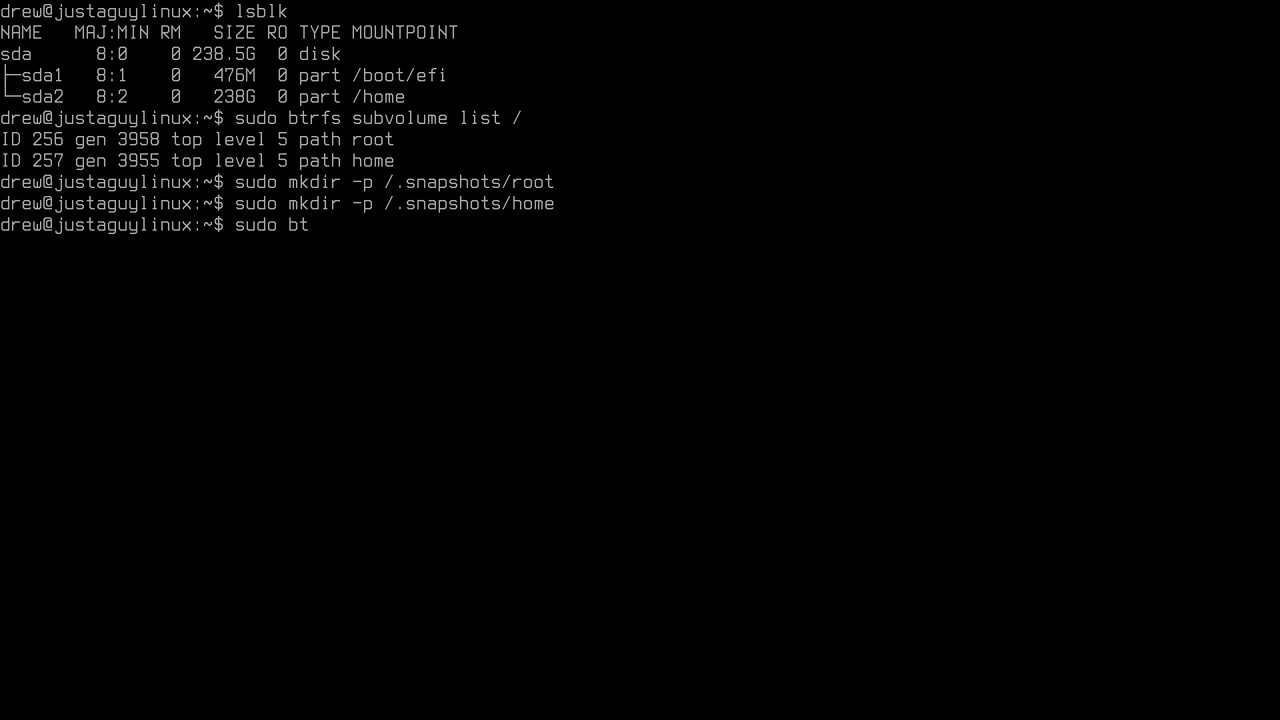 drew@justaguylinux:~$ lsblk
NAME   MAJ:MIN RM   SIZE RO TYPE MOUNTPOINT
sda      8:0    0 238.5G  0 disk
├─sda1   8:1    0   476M  0 part /boot/efi
└─sda2   8:2    0   238G  0 part /home
drew@justaguylinux:~$ sudo btrfs subvolume list /
ID 256 gen 3958 top level 5 path root
ID 257 gen 3955 top level 5 path home
drew@justaguylinux:~$ sudo mkdir -p /.snapshots/root
drew@justaguylinux:~$ sudo mkdir -p /.snapshots/home
drew@justaguylinux:~$ sudo bt